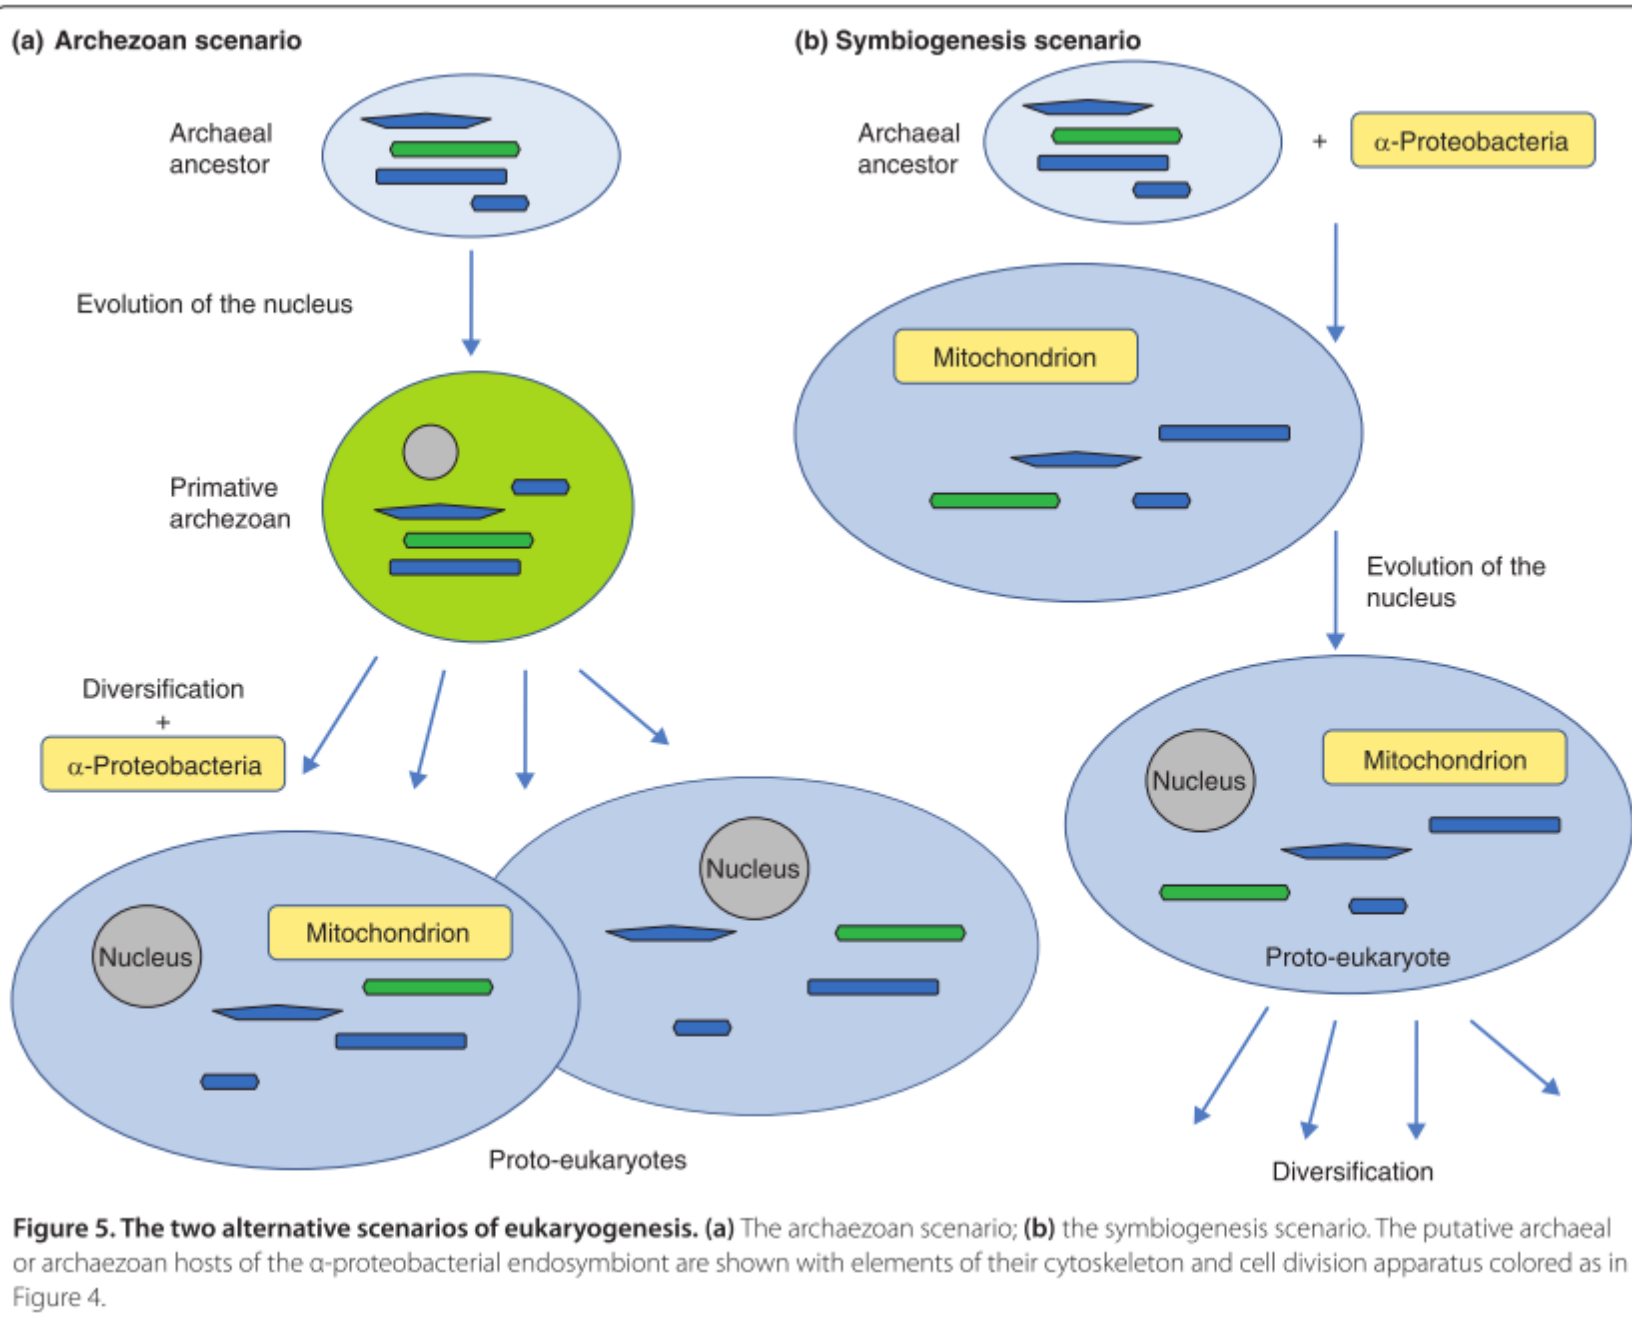 (a) Archezoan scenario
Archaeal
ancestor
Evolution of the nucleus
Primative
archezoan
Diversification
+
α-Proteobacteria
Nucleus
Mitochondrion
Nucleus
Proto-eukaryotes
(b) Symbiogenesis scenario
Archaeal
ancestor
+
α-Proteobacteria
Mitochondrion
Evolution of the
nucleus
Nucleus
Mitochondrion
Proto-eukaryote
Diversification
Figure 5. The two alternative scenarios of eukaryogenesis. (a) The archaezoan scenario; (b) the symbiogenesis scenario. The putative archaeal
or archaezoan hosts of the α-proteobacterial endosymbiont are shown with elements of their cytoskeleton and cell division apparatus colored as in
Figure 4.